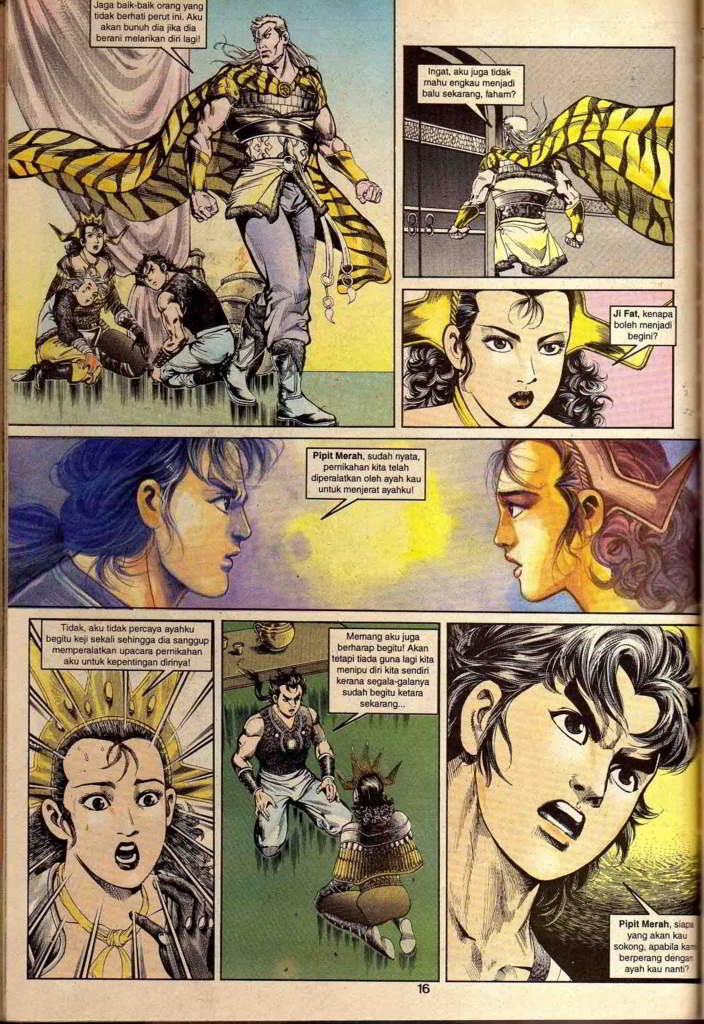 Jaga baik-baik orang yang
tidak berhati perut ini. Aku
akan bunuh dia jika dia
berani melarikan diri lagi!
Ingat, aku juga tidak
mahu engkau menjadi
balu sekarang, faham?
Ji Fat, kenapa
boleh menjadi
begini?
Pipit Merah, sudah nyata,
pernikahan kita telah
diperalatkan oleh ayah kau
untuk menjerat ayahku!
Tidak, aku tidak percaya ayahku
begitu keji sekali sehingga dia sanggup
memperalatkan upacara pernikahan
aku untuk kepentingan dirinya!
Memang aku juga
berharap begitu! Akan
tetapi tiada guna lagi kita
menipu diri kita sendiri
kerana segala-galanya
sudah begitu ketara
sekarang...
Pipit Merah, siapa
yang akan kau
sokong, apabila kami
berperang dengan
ayah kau nanti?
16